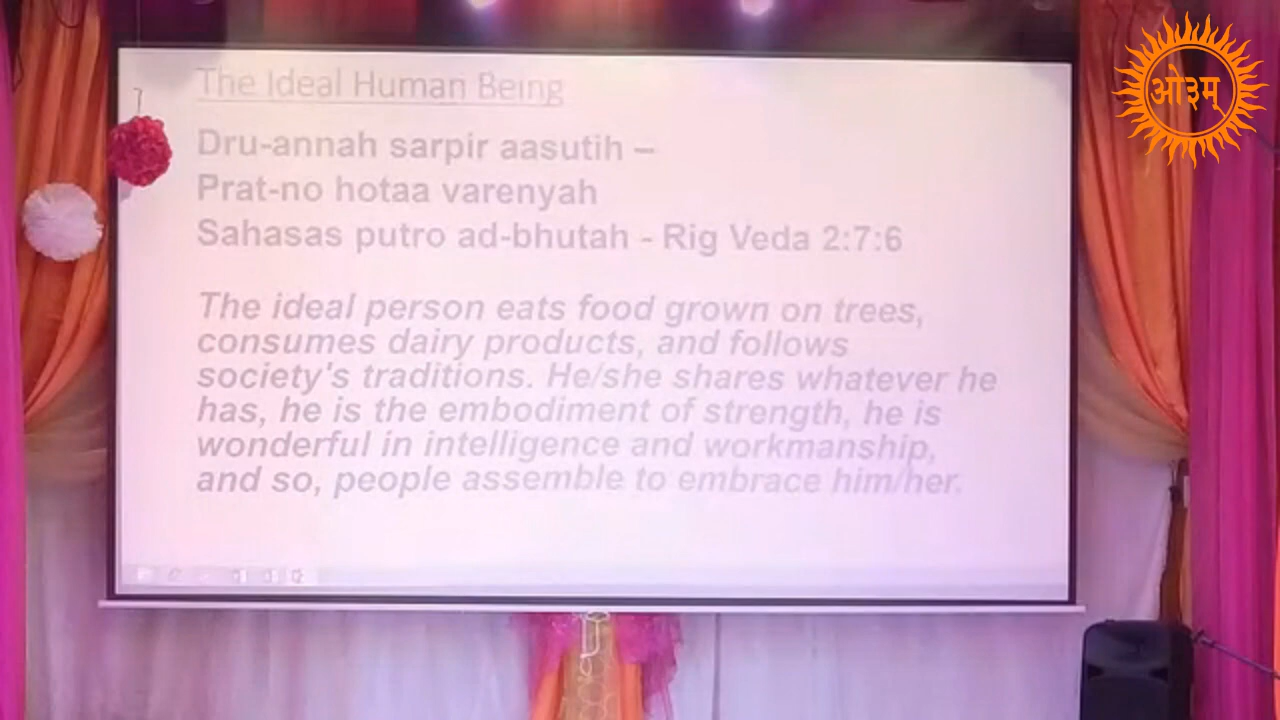 The Ideal Human Being
ओ३म्
Dru-annah sarpir aasutih –
Prat-no hotaa varenyah
Sahasas putro ad-bhutah - Rig Veda 2:7:6
The ideal person eats food grown on trees,
consumes dairy products, and follows
society's traditions. He/she shares whatever he
has, he is the embodiment of strength, he is
wonderful in intelligence and workmanship,
and so, people assemble to embrace him/her.